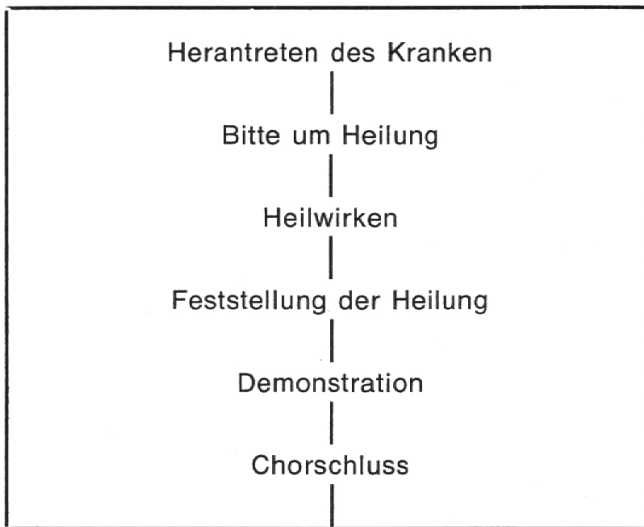 Herantreten des Kranken
Bitte um Heilung
Heilwirken
Feststellung der Heilung
Demonstration
Chorschluss